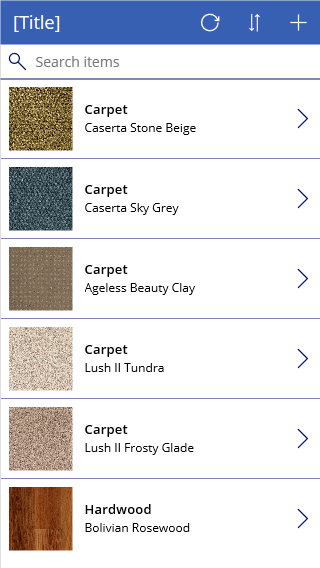 [Title]
Search items
Carpet
Caserta Stone Beige
Carpet
Caserta Sky Grey
Carpet
Ageless Beauty Clay
Carpet
Lush II Tundra
Carpet
Lush II Frosty Glade
Hardwood
Bolivian Rosewood